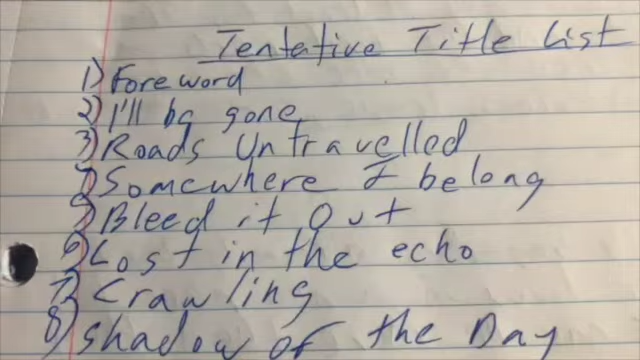 Tentative Title List
1) Foreword
2) I'll be gone
3) Roads Untravelled
4) Somewhere I belong
5) Bleed it Out
6) Lost in the echo
7) Crawling
8) Shadow of the Day